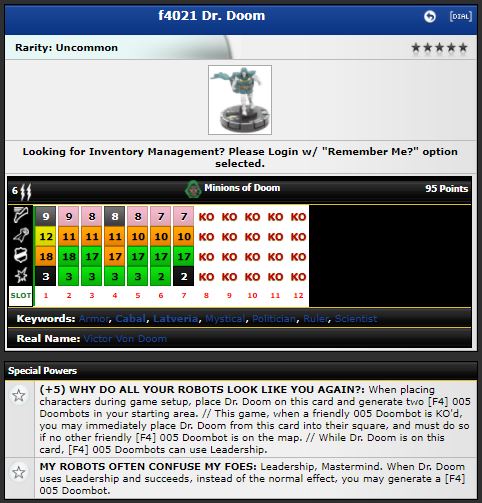 f4021 Dr. Doom
[DIAL]
Rarity: Uncommon
Looking for Inventory Management? Please Login w/ "Remember Me?" option
selected.
6 Minions of Doom 95 Points
9 9 8 8 8 7 7 KO KO KO KO KO
12 11 11 11 10 10 10 KO KO KO KO KO
18 18 17 17 17 17 17 KO KO KO KO KO
3 3 3 3 3 2 2 KO KO KO KO KO
SLOT 1 2 3 4 5 6 7 8 9 10 11 12
Keywords: Armor, Cabal, Latveria, Mystical, Politician, Ruler, Scientist
Real Name: Victor Von Doom
Special Powers
(+5) WHY DO ALL YOUR ROBOTS LOOK LIKE YOU AGAIN?: When placing
characters during game setup, place Dr. Doom on this card and generate two [F4] 005
Doombots in your starting area. // This game, when a friendly 005 Doombot is KO'd,
you may immediately place Dr. Doom from this card into their square, and must do so
if no other friendly [F4] 005 Doombot is on the map. // While Dr. Doom is on this
card, [F4] 005 Doombots can use Leadership.
MY ROBOTS OFTEN CONFUSE MY FOES: Leadership, Mastermind. When Dr. Doom
uses Leadership and succeeds, instead of the normal effect, you may generate a [F4]
005 Doombot.